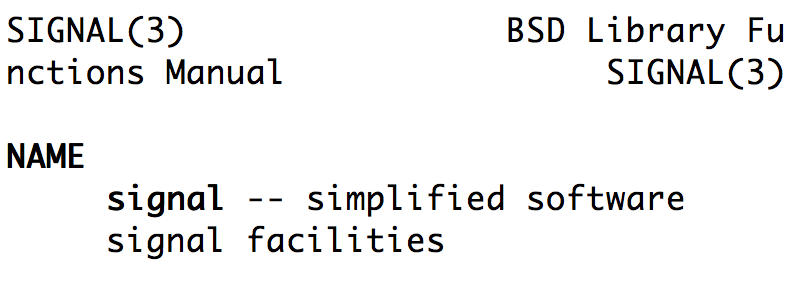 SIGNAL(3) BSD Library Fu
nctions Manual SIGNAL(3)
NAME
signal -- simplified software
signal facilities